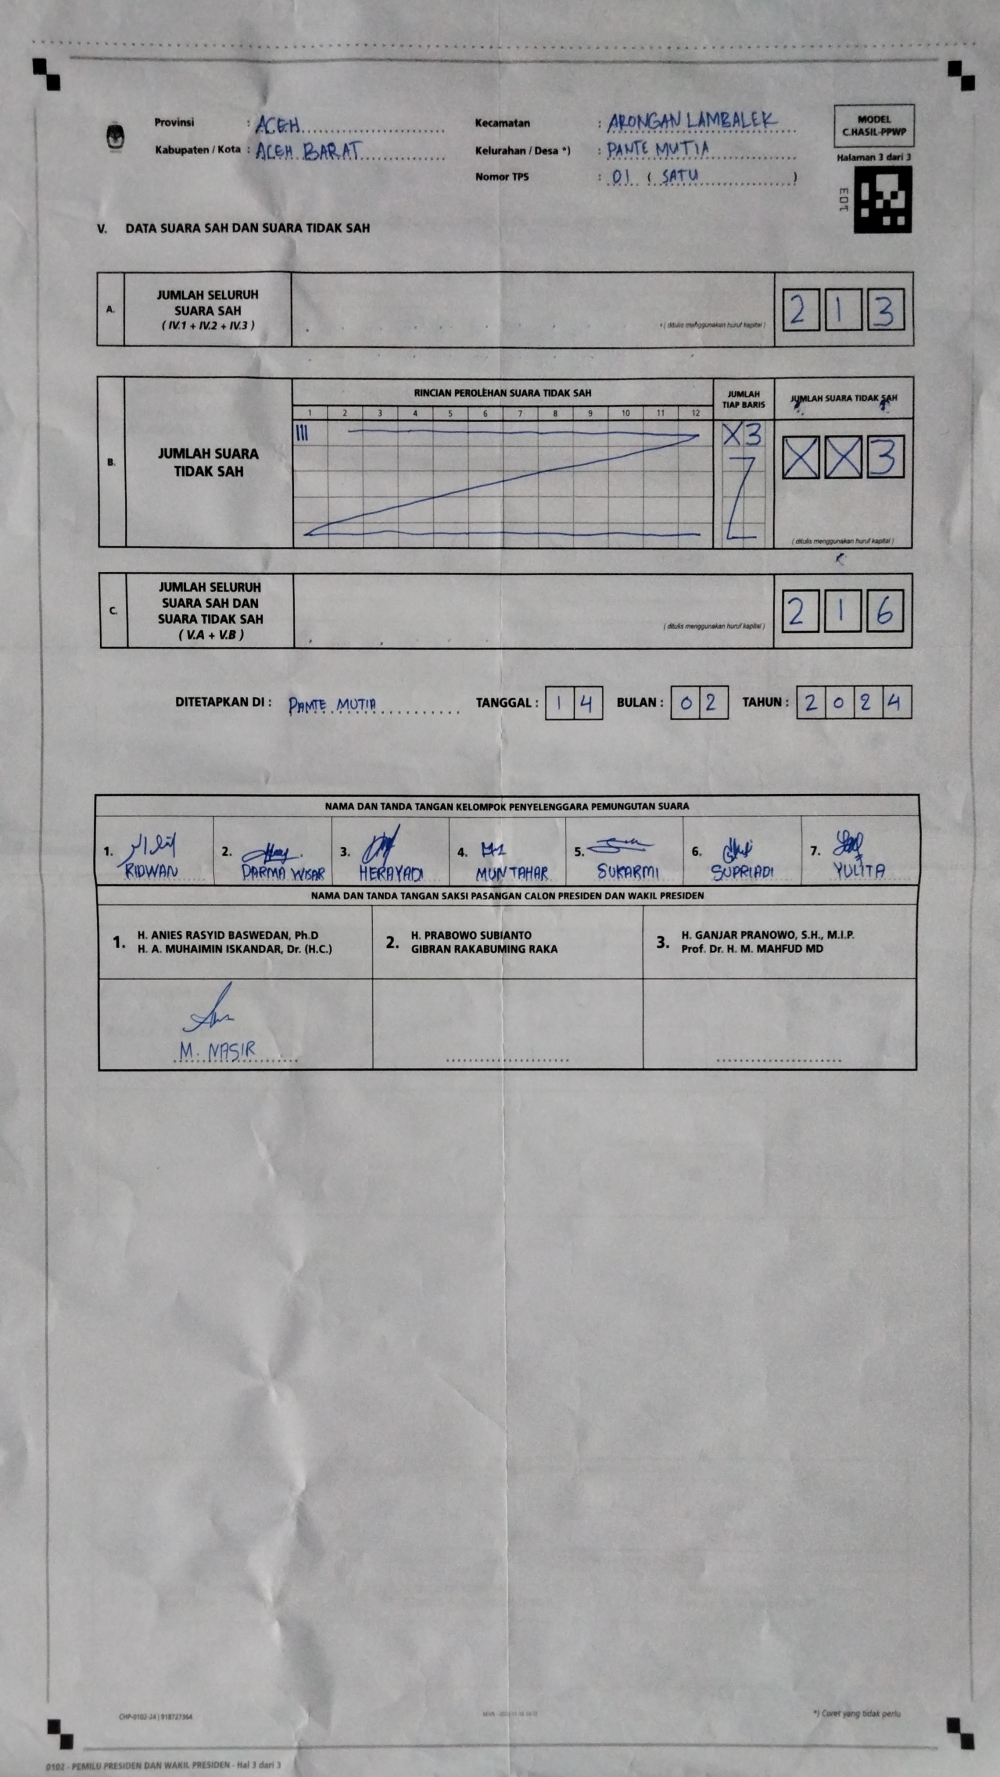 Provinsi : ACEH
Kabupaten / Kota : ACEH BARAT
Kecamatan : ARONGAN LAMBALEK
Kelurahan / Desa *) : PANTE MUTIA
Nomor TPS : 01 ( SATU )
MODEL
C.HASIL-PPWP
Halaman 3 dari 3
V. DATA SUARA SAH DAN SUARA TIDAK SAH
A. JUMLAH SELURUH
SUARA SAH
( IV.1 + IV.2 + IV.3 )
*( ditulis menggunakan huruf kapital )
2 1 3
B. JUMLAH SUARA
TIDAK SAH
RINCIAN PEROLEHAN SUARA TIDAK SAH
1 2 3 4 5 6 7 8 9 10 11 12
III
JUMLAH
TIAP BARIS
X3
JUMLAH SUARA TIDAK SAH
X X 3
( ditulis menggunakan huruf kapital )
C. JUMLAH SELURUH
SUARA SAH DAN
SUARA TIDAK SAH
( V.A + V.B )
( ditulis menggunakan huruf kapital )
2 1 6
DITETAPKAN DI : PANTE MUTIA TANGGAL : 1 4 BULAN : 0 2 TAHUN : 2 0 2 4
NAMA DAN TANDA TANGAN KELOMPOK PENYELENGGARA PEMUNGUTAN SUARA
1. RIDWAN
2. DARMA WISAR
3. HERAYADI
4. MUNTAHAR
5. SUKARMI
6. SUPRIADI
7. YULITA
NAMA DAN TANDA TANGAN SAKSI PASANGAN CALON PRESIDEN DAN WAKIL PRESIDEN
1. H. ANIES RASYID BASWEDAN, Ph.D
H. A. MUHAIMIN ISKANDAR, Dr. (H.C.)
2. H. PRABOWO SUBIANTO
GIBRAN RAKABUMING RAKA
3. H. GANJAR PRANOWO, S.H., M.I.P.
Prof. Dr. H. M. MAHFUD MD
M. NASIR
*) Coret yang tidak perlu
0102 - PEMILU PRESIDEN DAN WAKIL PRESIDEN - Hal 3 dari 3